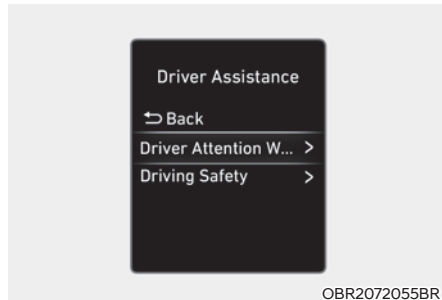 Driver Assistance
Back
Driver Attention W... >
Driving Safety >
OBR2072055BR